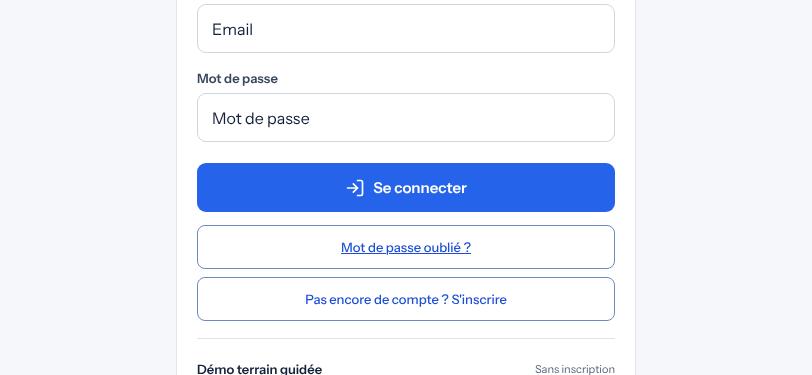 Email
Mot de passe
Mot de passe
Se connecter
Mot de passe oublié ?
Pas encore de compte ? S'inscrire
Démo terrain guidée
Sans inscription